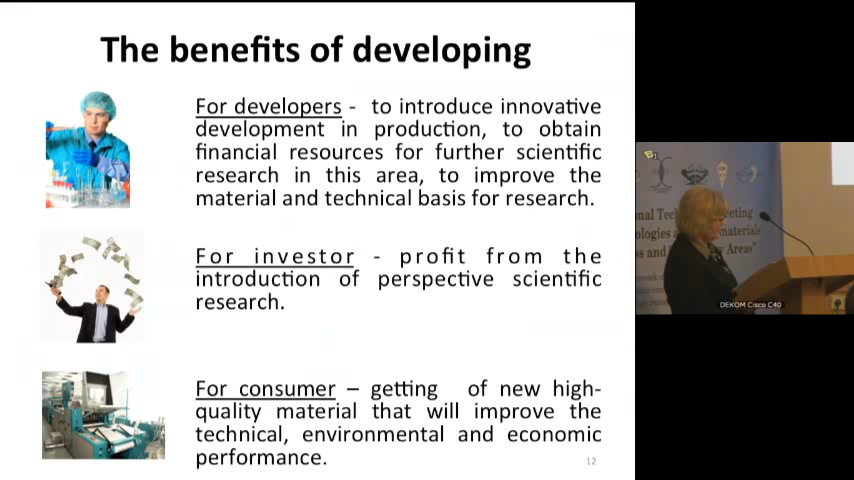 The benefits of developing
For developers - to introduce innovative
development in production, to obtain
financial resources for further scientific
research in this area, to improve the
material and technical basis for research.
For investor - profit from the
introduction of perspective scientific
research.
For consumer – getting of new high-
quality material that will improve the
technical, environmental and economic
performance.
12
eeting
materials
Areas"
DEKOM Cisco C40